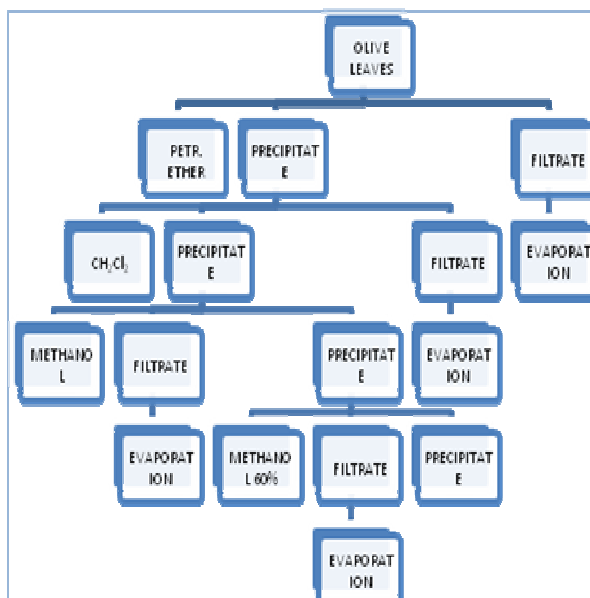 OLIVE
LEAVES
PETR.
ETHER
PRECIPITAT
E
FILTRATE
CH₂Cl₂
PRECIPITAT
E
FILTRATE
EVAPORAT
ION
METHANO
L
FILTRATE
PRECIPITAT
E
EVAPORAT
ION
EVAPORAT
ION
METHANO
L 60%
FILTRATE
PRECIPITAT
E
EVAPORAT
ION